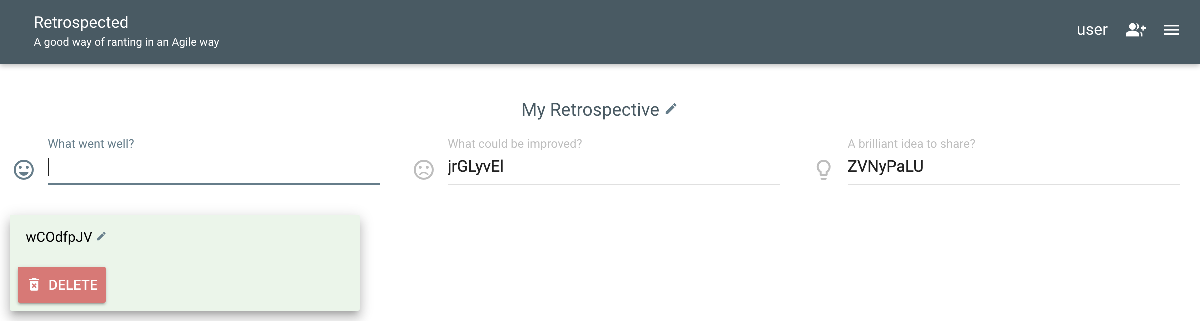 Retrospected
A good way of ranting in an Agile way
user
My Retrospective
What went well?
What could be improved?
jrGLyvEl
A brilliant idea to share?
ZVNyPaLU
wCOdfpJV
DELETE